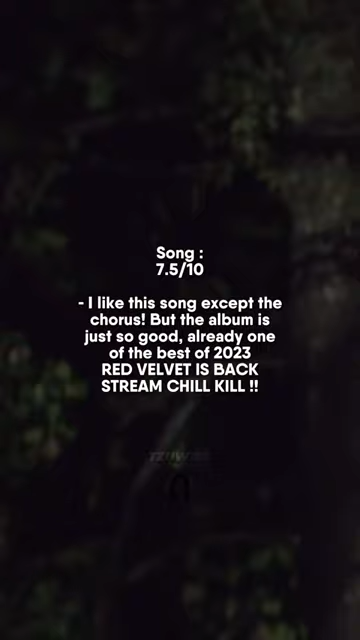 Song :
7.5/10
- I like this song except the
chorus! But the album is
just so good, already one
of the best of 2023
RED VELVET IS BACK
STREAM CHILL KILL !!